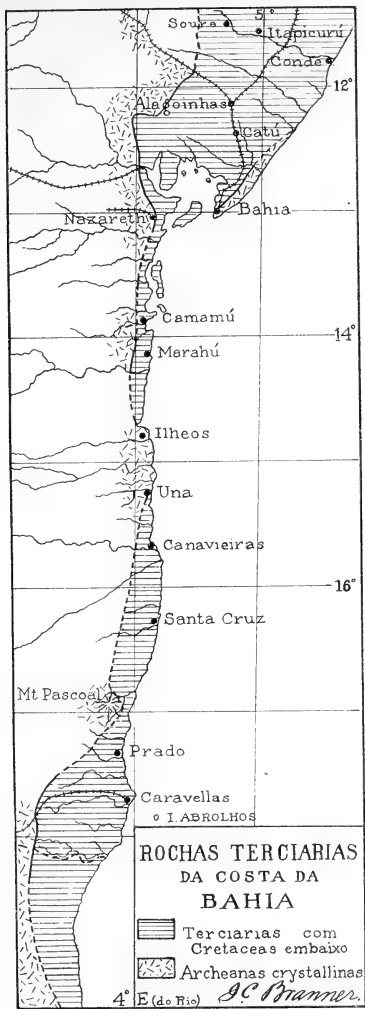 5°
Soure
Itapicurú
Conde
12°
Alagoinhas
Catú
Bahia
Nazareth
Camamú
14°
Marahú
Ilheos
Una
Canavieiras
16°
Santa Cruz
Mt Pascoal
Prado
Caravellas
I. ABROLHOS
ROCHAS TERCIARIAS
DA COSTA DA
BAHIA
Terciarias com
Cretaceas embaixo
Archeanas crystallinas
4° E (do Rio) J. C. Branner.